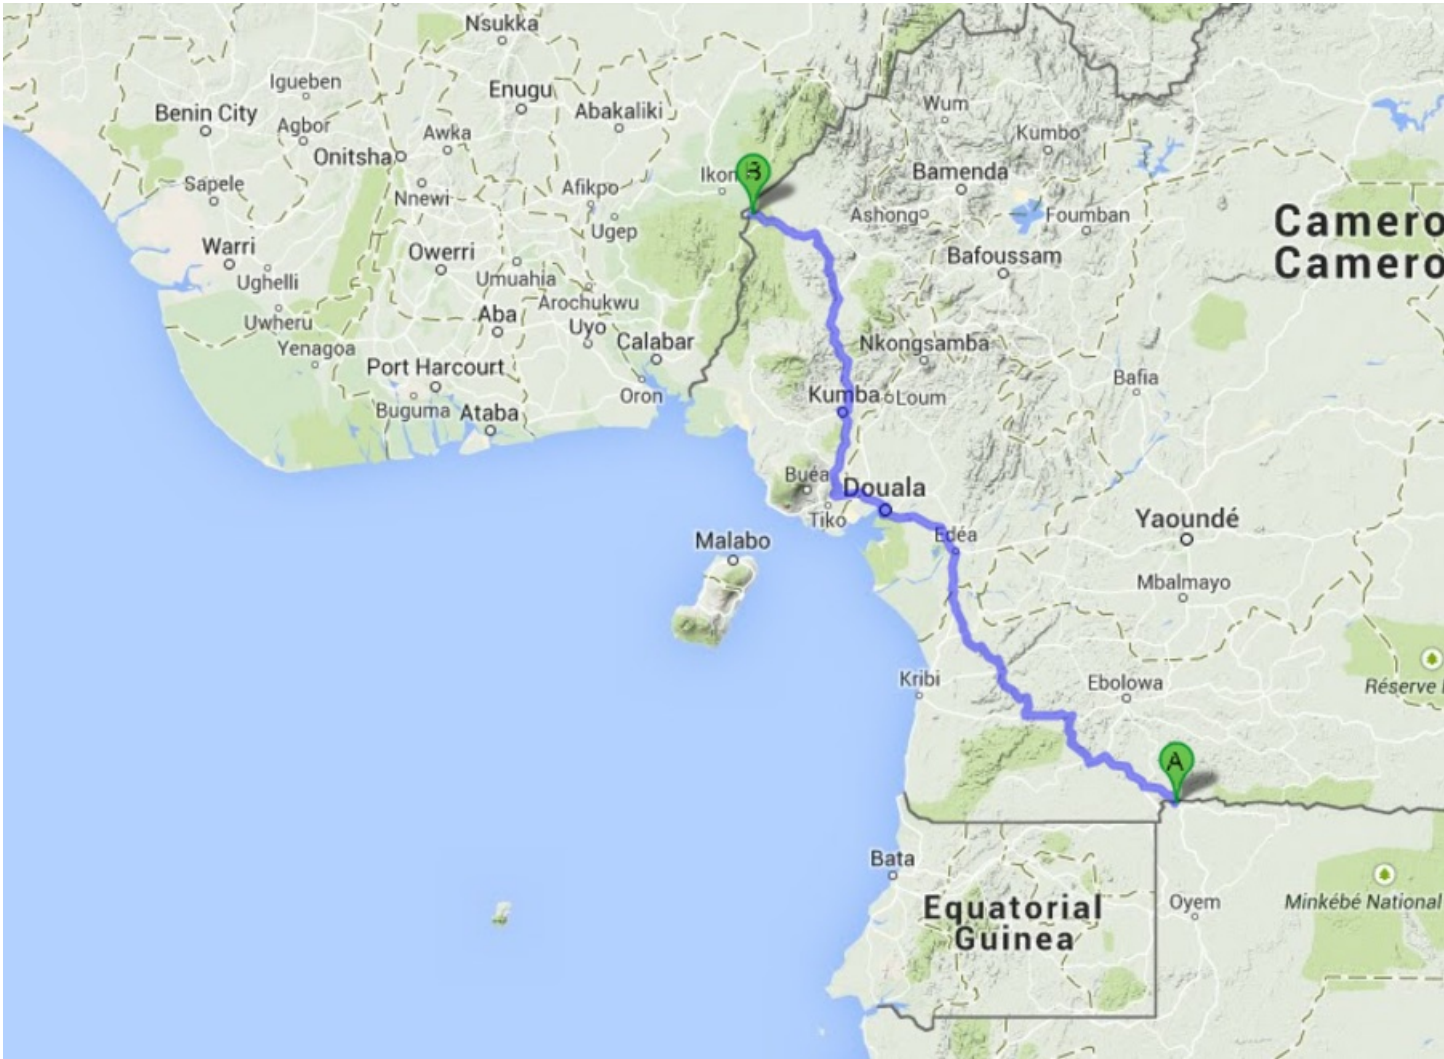 Nsukka
Igueben
Enugu
Benin City
Abakaliki
Wum
Agbor
Awka
Kumbo
Onitsha
B
Bamenda
Ikom
Sapele
Nnewi
Afikpo
Ashong
Foumban
Camero
Camero
Ugep
Warri
Owerri
Bafoussam
Ughelli
Umuahia
Arochukwu
Uwheru
Aba
Uyo
Calabar
Nkongsamba
Yenagoa
Port Harcourt
Bafia
Oron
Kumba
Loum
Buguma
Ataba
Buea
Douala
Tiko
Yaoundé
Edéa
Malabo
Mbalmayo
Kribi
Ebolowa
Réserve
A
Bata
Equatorial
Guinea
Oyem
Minkébé National